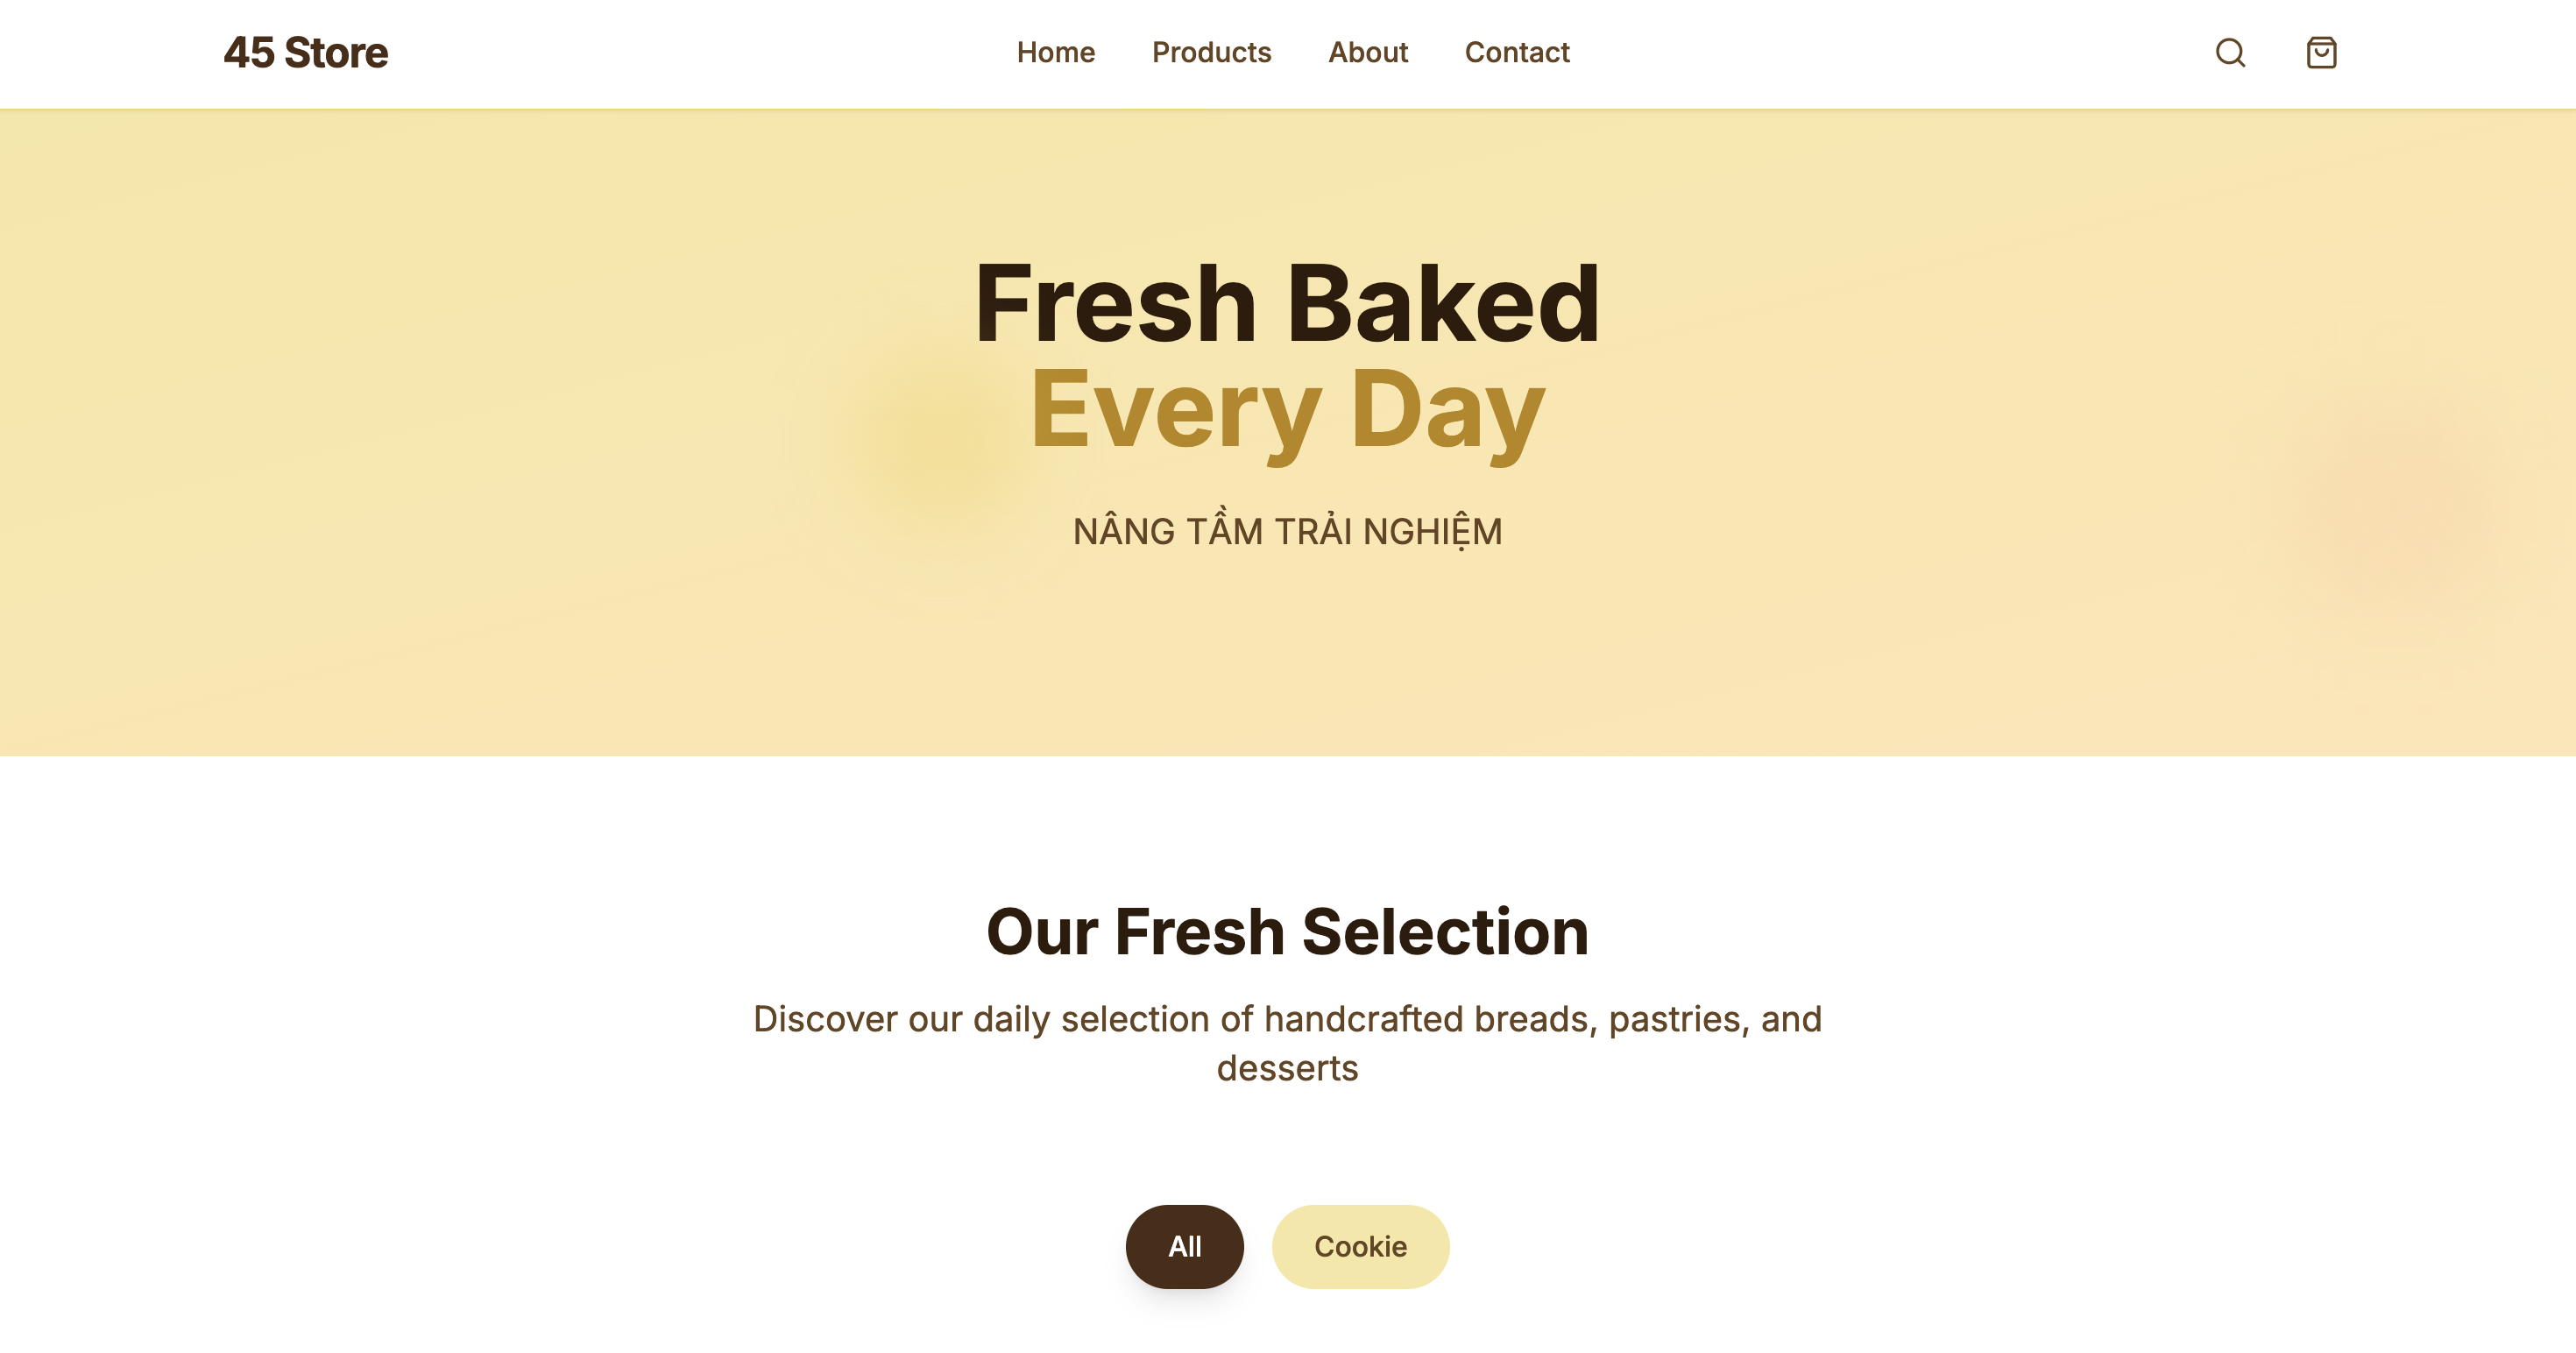 45 Store
Home
Products
About
Contact
Fresh Baked
Every Day
NÂNG TẦM TRẢI NGHIỆM
Our Fresh Selection
Discover our daily selection of handcrafted breads, pastries, and
desserts
All
Cookie